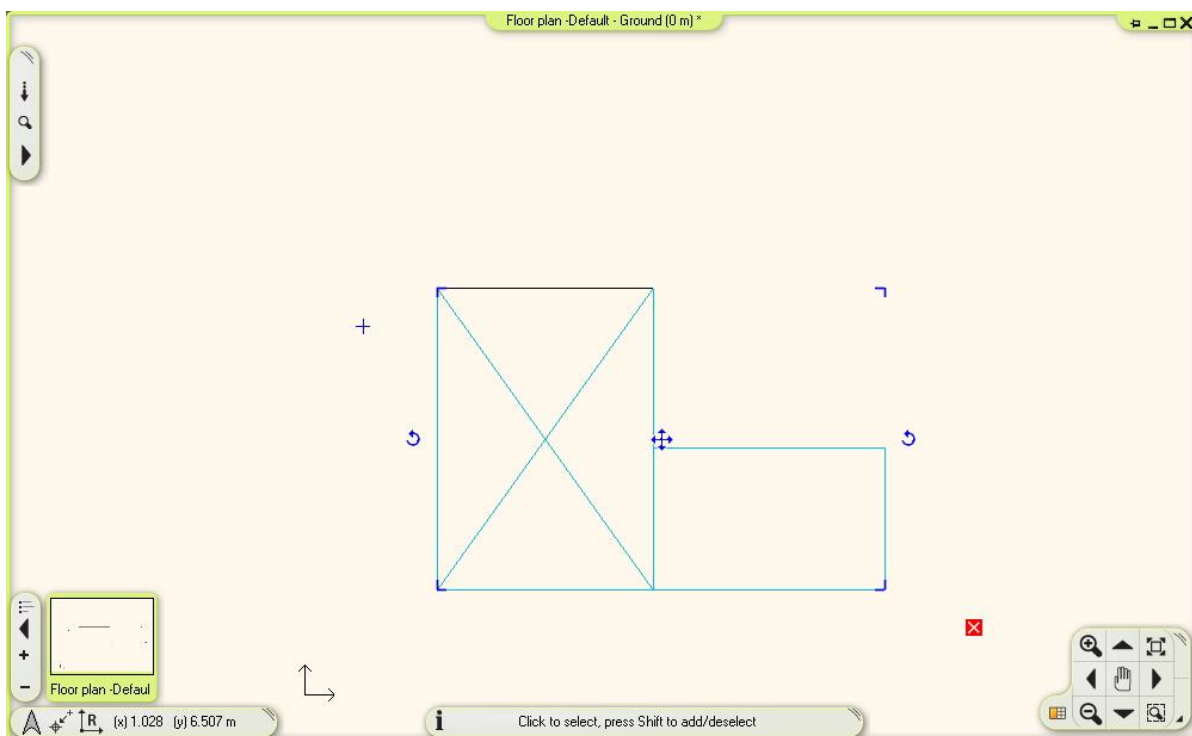 Floor plan -Default - Ground (0 m) *
Floor plan -Defaul
R (x) 1.028 (y) 6.507 m
i Click to select, press Shift to add/deselect